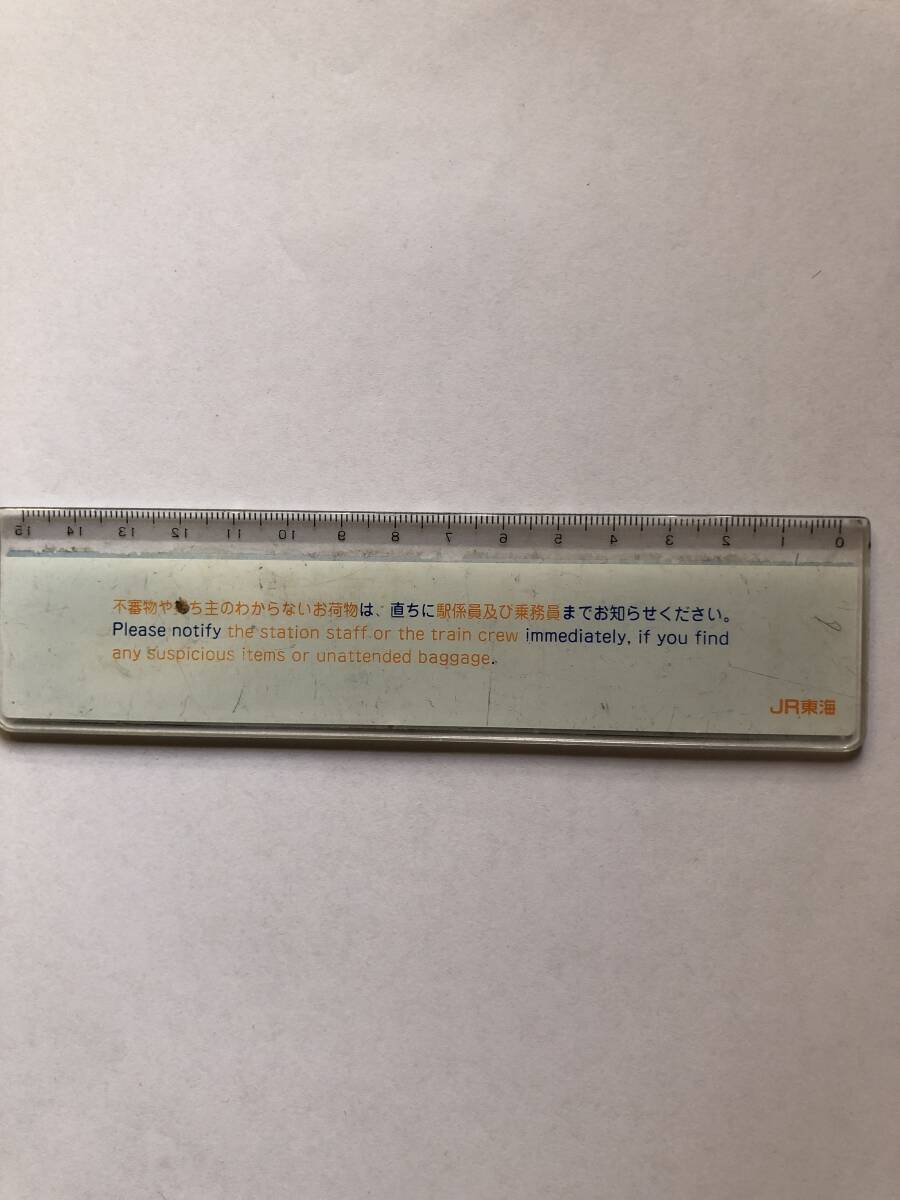 15 14 13 12 11 10 9 8 7 6 5 4 3 2 1 0
不審物や ち主のわからないお荷物は、直ちに駅係員及び乗務員までお知らせください。
Please notify the station staff or the train crew immediately, if you find
any suspicious items or unattended baggage.
JR東海